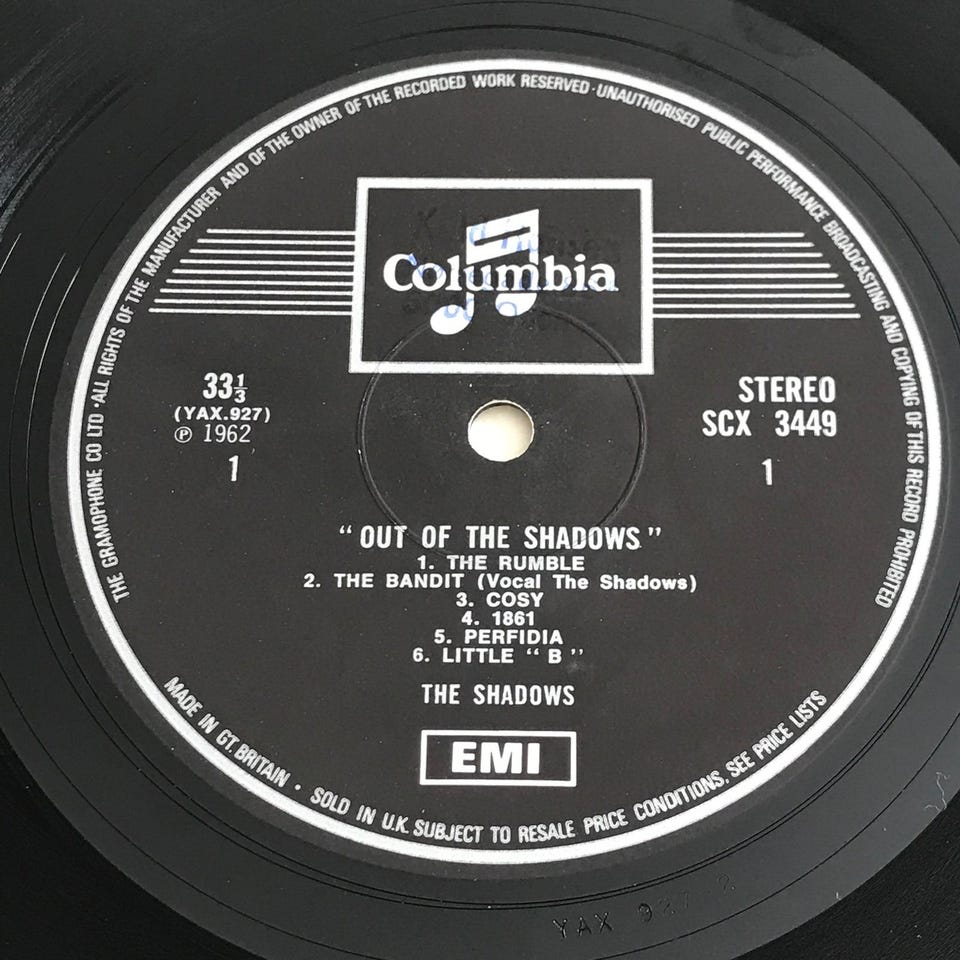 THE GRAMOPHONE CO LTD · ALL RIGHTS OF THE MANUFACTURER AND OF THE OWNER OF THE RECORDED WORK RESERVED · UNAUTHORISED PUBLIC PERFORMANCE BROADCASTING AND COPYING OF THIS RECORD PROHIBITED
Columbia
33⅓
(YAX.927)
℗ 1962
1
STEREO
SCX 3449
1
“OUT OF THE SHADOWS”
1. THE RUMBLE
2. THE BANDIT (Vocal The Shadows)
3. COSY
4. 1861
5. PERFIDIA
6. LITTLE “B”
THE SHADOWS
EMI
MADE IN GT. BRITAIN · SOLD IN U.K. SUBJECT TO RESALE PRICE CONDITIONS, SEE PRICE LISTS
YAX 927 2